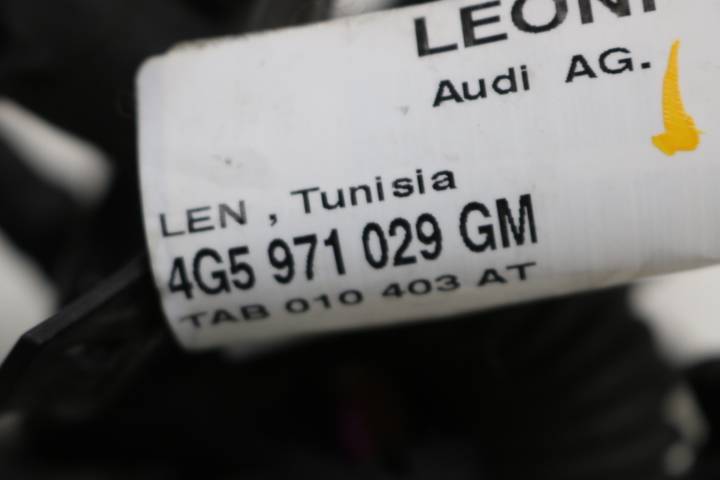 LEONI
Audi AG.
LEN , Tunisia
4G5 971 029 GM
TAB 010 403 AT